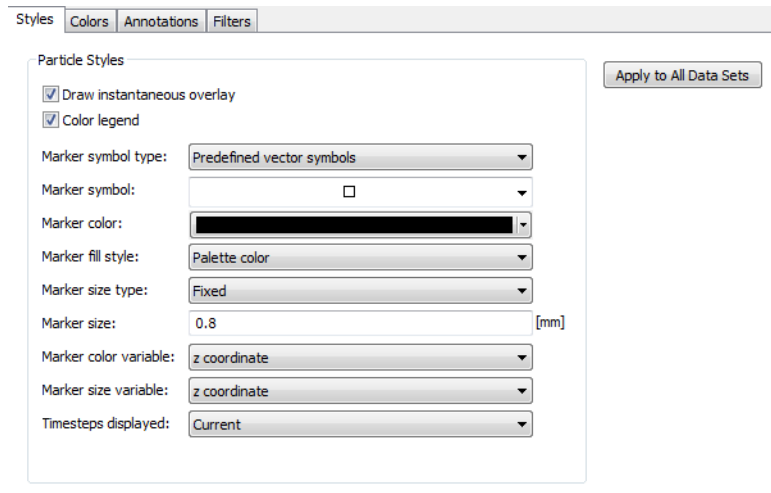 Styles Colors Annotations Filters
Particle Styles
Apply to All Data Sets
Draw instantaneous overlay
Color legend
Marker symbol type: Predefined vector symbols
Marker symbol:
Marker color:
Marker fill style: Palette color
Marker size type: Fixed
Marker size: 0.8 [mm]
Marker color variable: z coordinate
Marker size variable: z coordinate
Timesteps displayed: Current